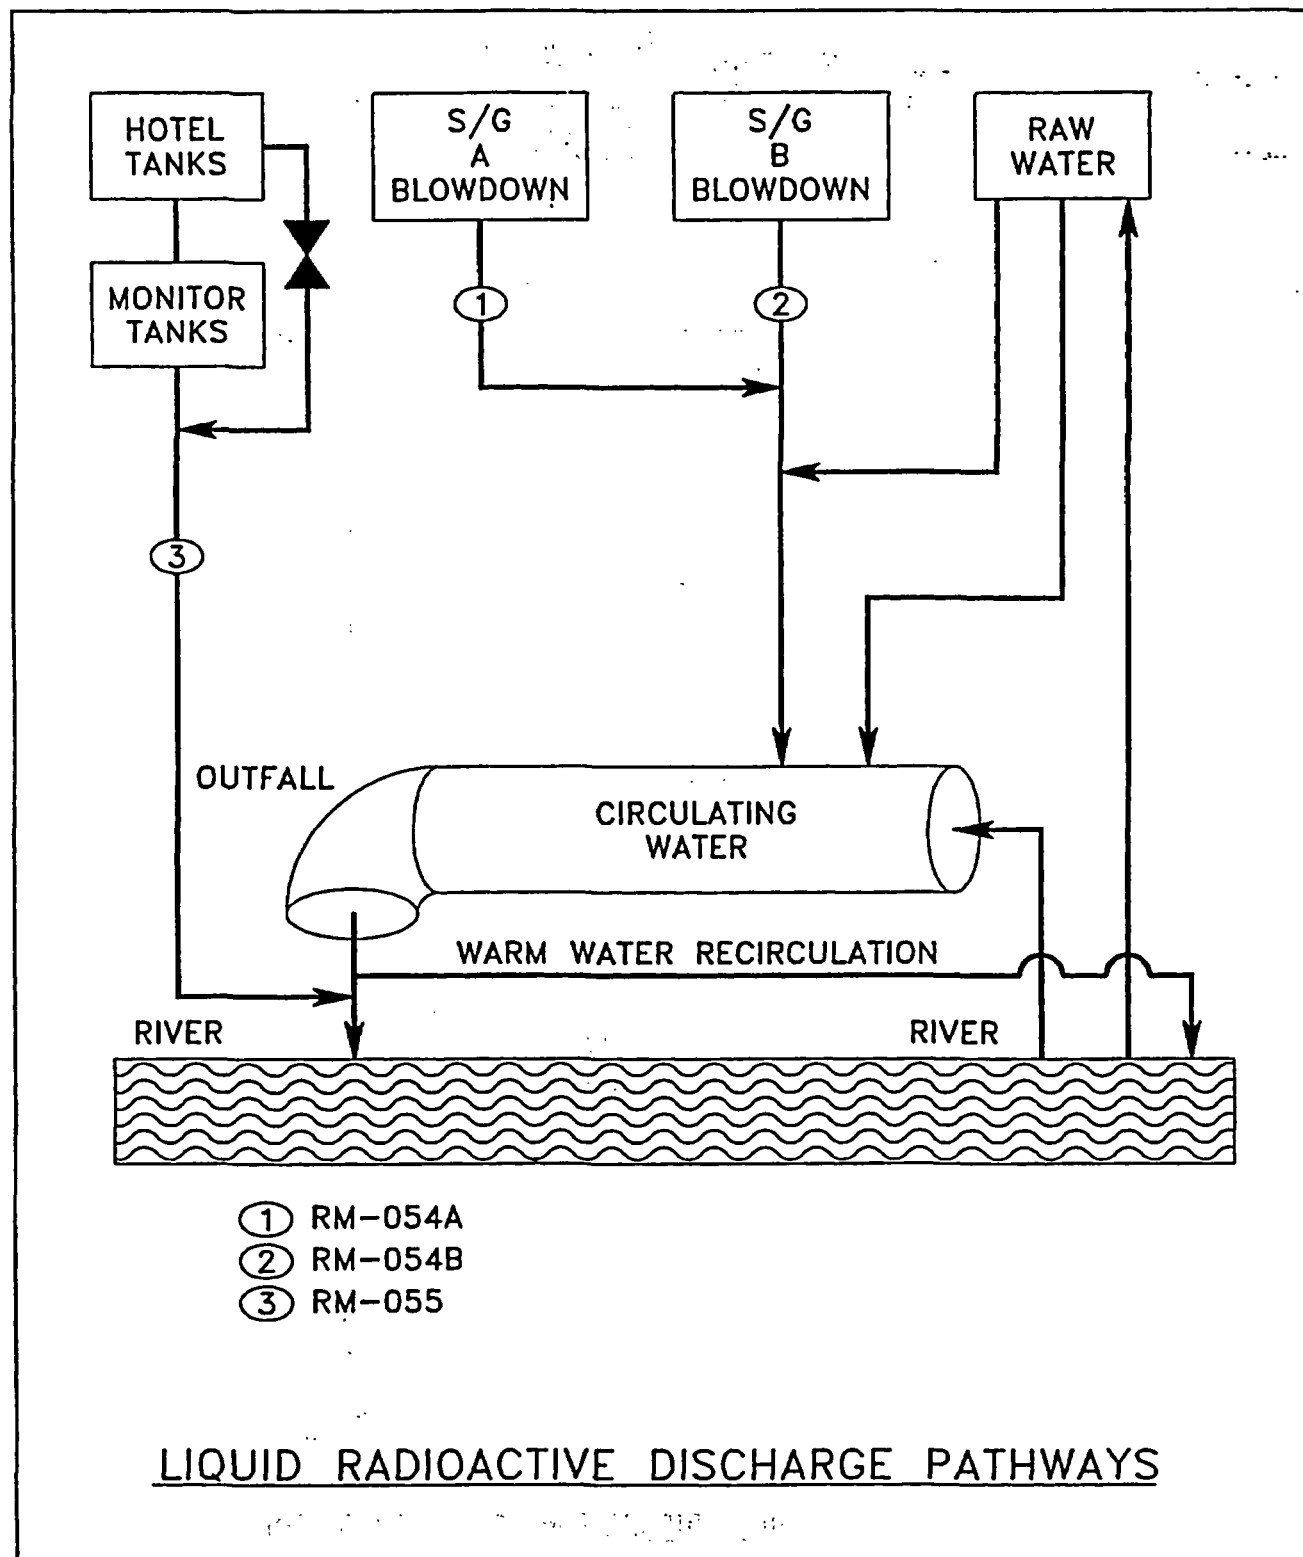 HOTEL
TANKS
S/G
A
BLOWDOWN
S/G
B
BLOWDOWN
RAW
WATER
MONITOR
TANKS
1
2
3
OUTFALL
CIRCULATING
WATER
WARM WATER RECIRCULATION
RIVER
RIVER
1 RM-054A
2 RM-054B
3 RM-055
LIQUID RADIOACTIVE DISCHARGE PATHWAYS